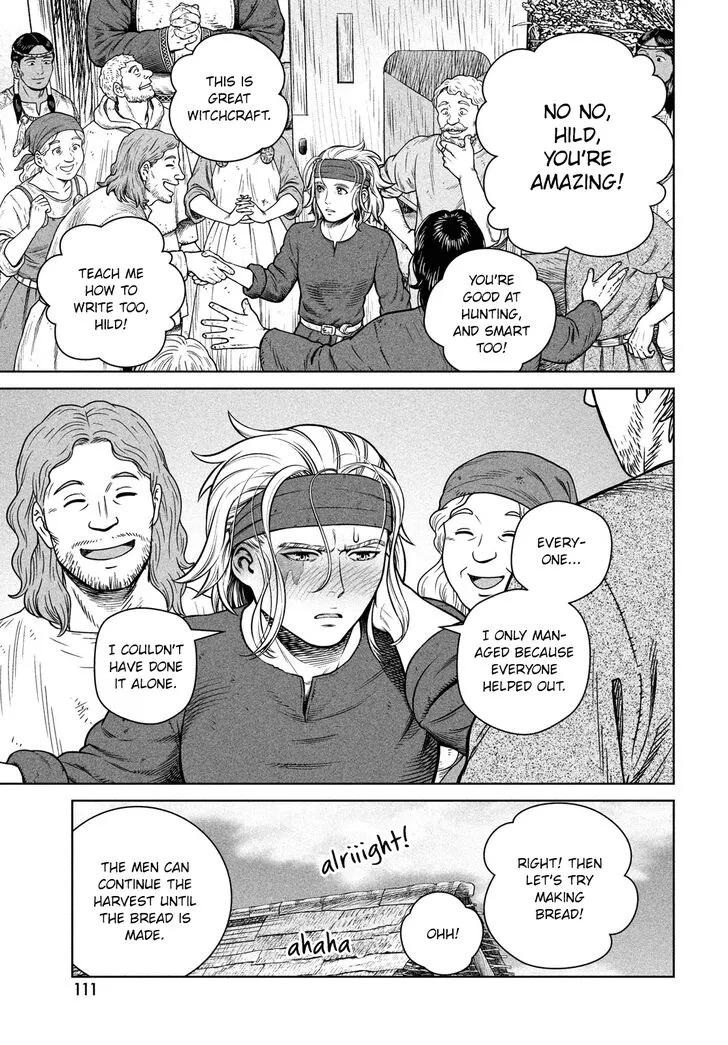 NO NO,
HILD,
YOU'RE
AMAZING!
THIS IS
GREAT
WITCHCRAFT.
YOU'RE
GOOD AT
HUNTING,
AND SMART
TOO!
TEACH ME
HOW TO
WRITE TOO,
HILD!
EVERY-
ONE...
I ONLY MAN-
AGED BECAUSE
EVERYONE
HELPED OUT.
I COULDN'T
HAVE DONE
IT ALONE.
RIGHT! THEN
LET'S TRY
MAKING
BREAD!
alriiight!
OHH!
ahaha
THE MEN CAN
CONTINUE THE
HARVEST UNTIL
THE BREAD IS
MADE.
111